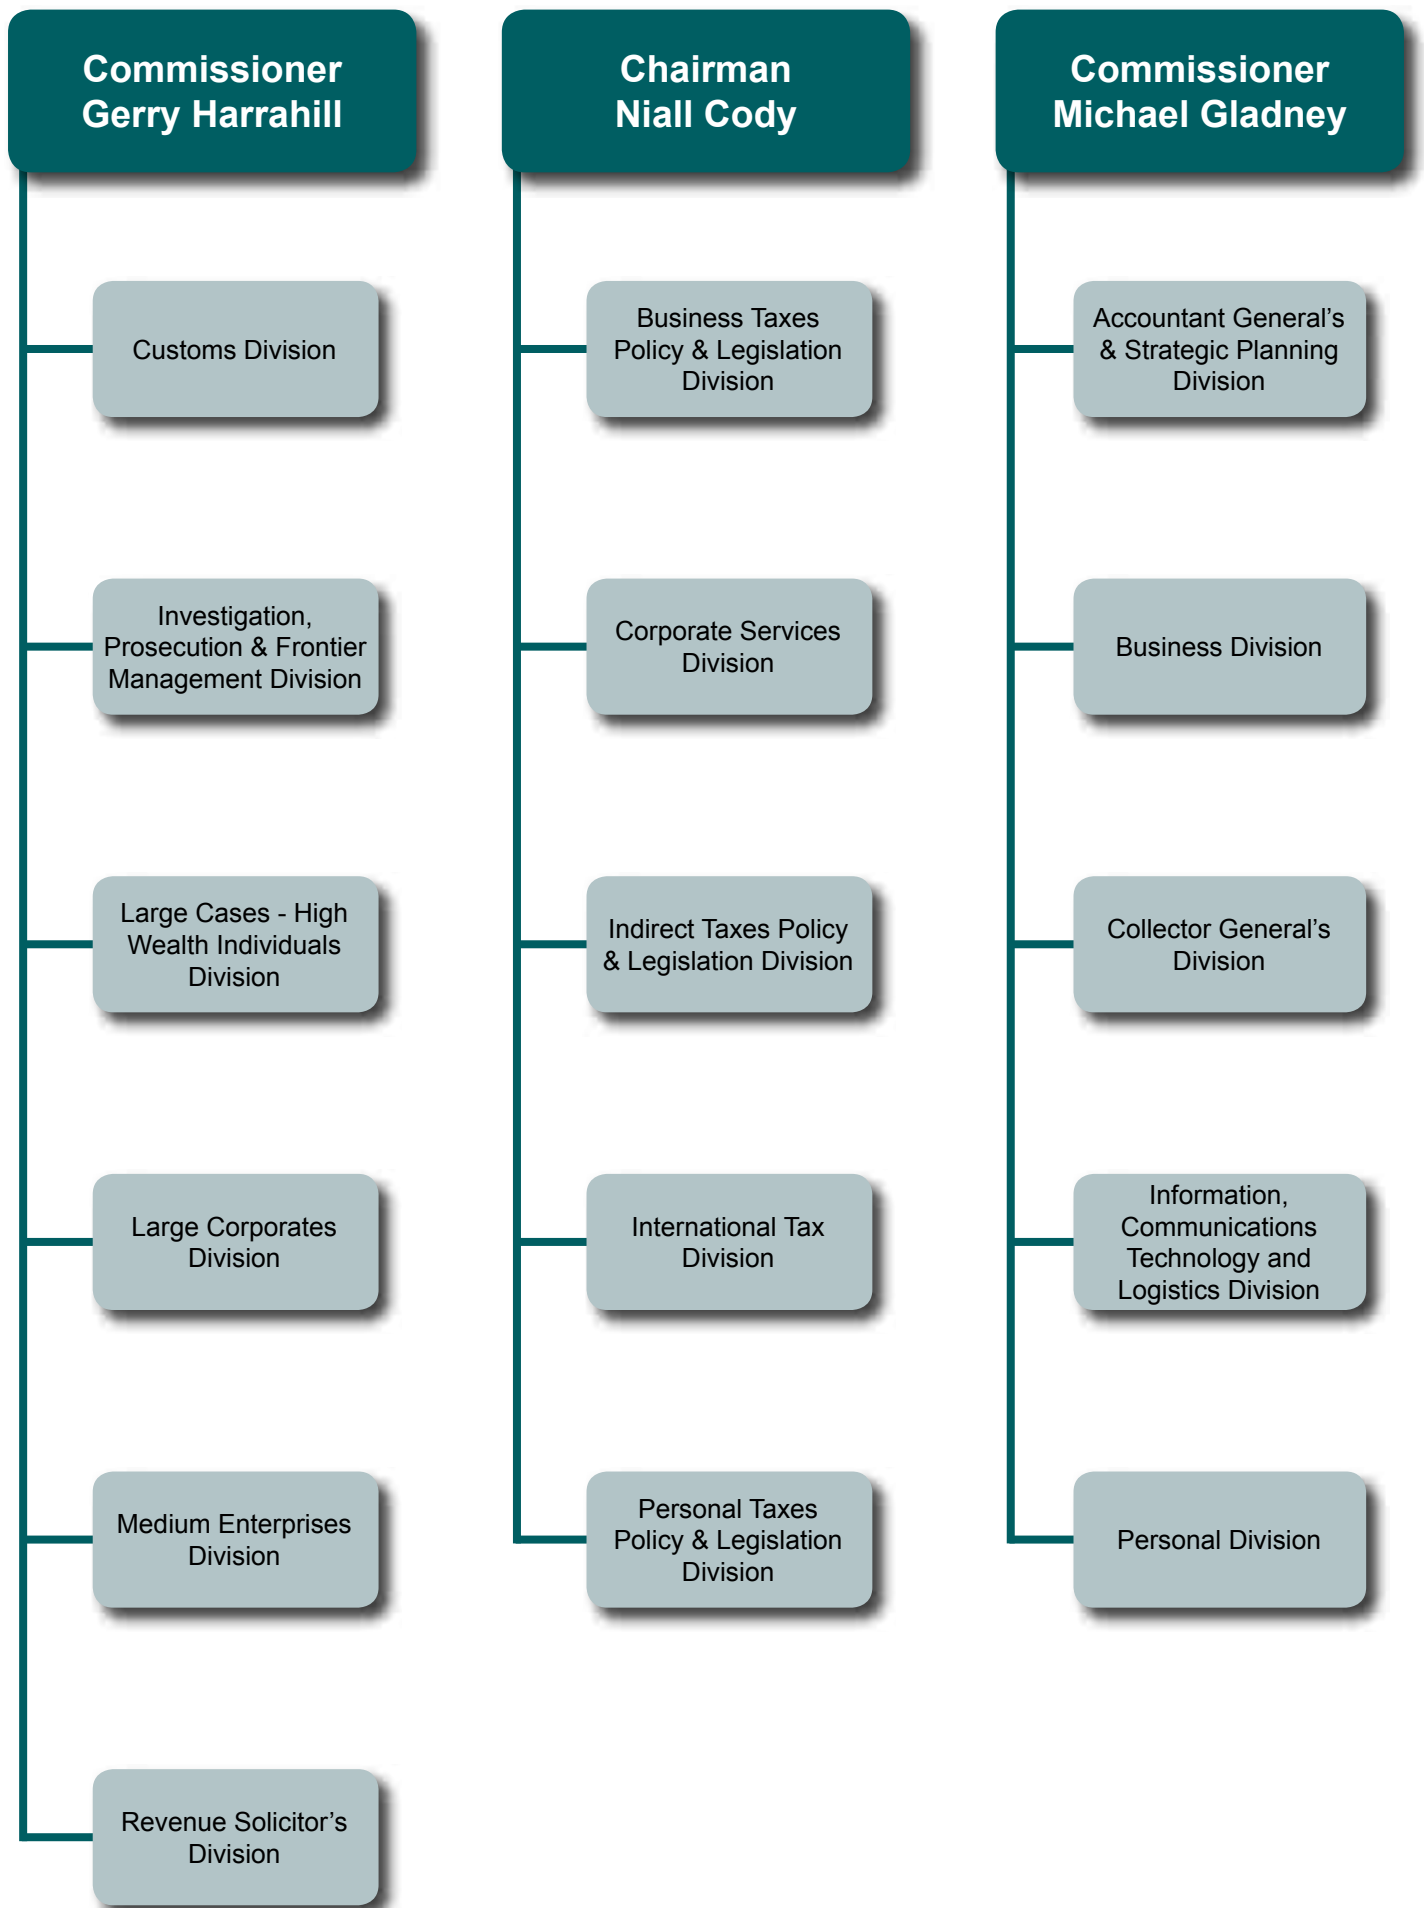 Commissioner
Gerry Harrahill
Customs Division
Investigation,
Prosecution & Frontier
Management Division
Large Cases - High
Wealth Individuals
Division
Large Corporates
Division
Medium Enterprises
Division
Revenue Solicitor’s
Division
Chairman
Niall Cody
Business Taxes
Policy & Legislation
Division
Corporate Services
Division
Indirect Taxes Policy
& Legislation Division
International Tax
Division
Personal Taxes
Policy & Legislation
Division
Commissioner
Michael Gladney
Accountant General’s
& Strategic Planning
Division
Business Division
Collector General’s
Division
Information,
Communications
Technology and
Logistics Division
Personal Division